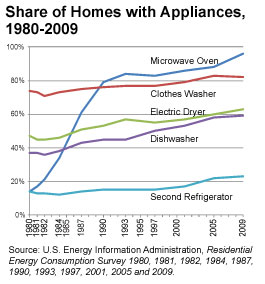 Share of Homes with Appliances,
1980-2009
100%
Microwave Oven
80%
Clothes Washer
60%
Electric Dryer
Dishwasher
40%
20%
Second Refrigerator
0%
1980 1981 1982 1984 1985 1987 1990 1993 1997 2001 2005 2009
Source: U.S. Energy Information Administration, Residential
Energy Consumption Survey 1980, 1981, 1982, 1984, 1987,
1990, 1993, 1997, 2001, 2005 and 2009.